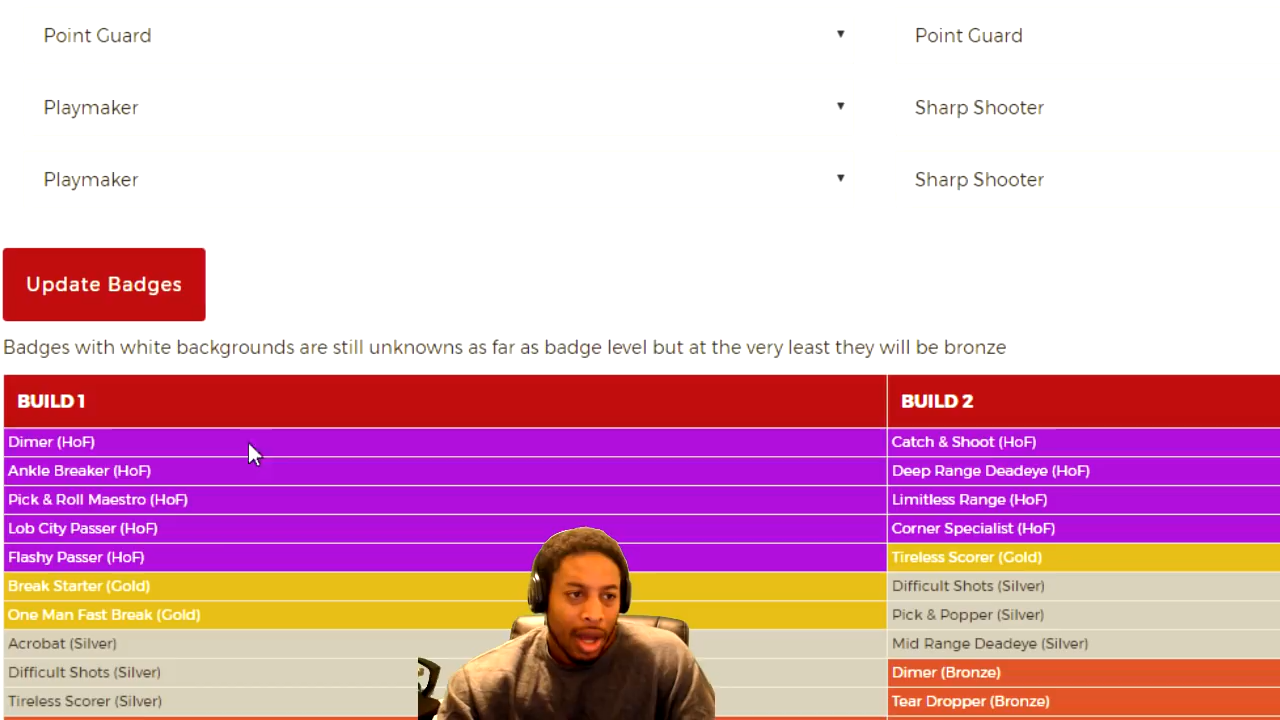 Point Guard
Point Guard
Playmaker
Sharp Shooter
Playmaker
Sharp Shooter
Update Badges
Badges with white backgrounds are still unknowns as far as badge level but at the very least they will be bronze
BUILD 1
BUILD 2
Dimer (HoF)
Catch & Shoot (HoF)
Ankle Breaker (HoF)
Deep Range Deadeye (HoF)
Pick & Roll Maestro (HoF)
Limitless Range (HoF)
Lob City Passer (HoF)
Corner Specialist (HoF)
Flashy Passer (HoF)
Tireless Scorer (Gold)
Break Starter (Gold)
Difficult Shots (Silver)
One Man Fast Break (Gold)
Pick & Popper (Silver)
Acrobat (Silver)
Mid Range Deadeye (Silver)
Difficult Shots (Silver)
Dimer (Bronze)
Tireless Scorer (Silver)
Tear Dropper (Bronze)